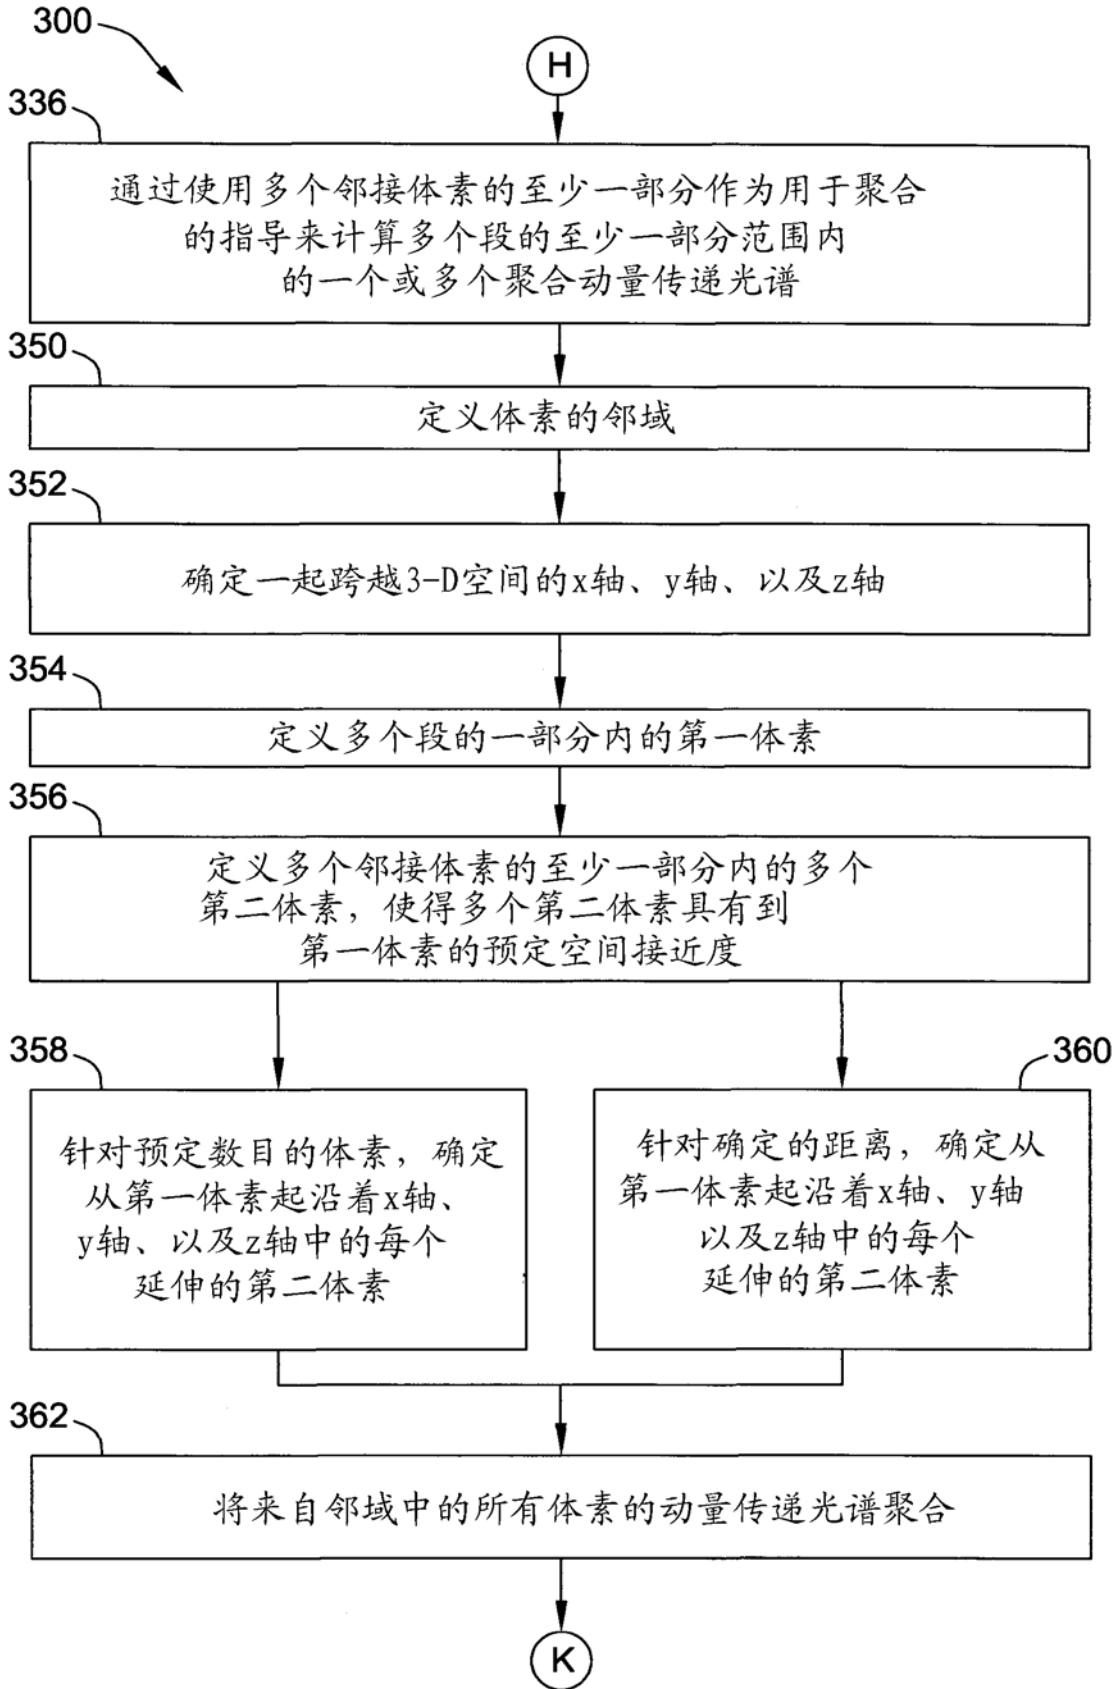 300
H
336
通过使用多个邻接体素的至少一部分作为用于聚合
的指导来计算多个段的至少一部分范围内
的一个或多个聚合动量传递光谱
350
定义体素的邻域
352
确定一起跨越3-D空间的x轴、y轴、以及z轴
354
定义多个段的一部分内的第一体素
356
定义多个邻接体素的至少一部分内的多个
第二体素，使得多个第二体素具有到
第一体素的预定空间接近度
358
针对预定数目的体素，确定
从第一体素起沿着x轴、
y轴、以及z轴中的每个
延伸的第二体素
360
针对确定的距离，确定从
第一体素起沿着x轴、y轴
以及z轴中的每个
延伸的第二体素
362
将来自邻域中的所有体素的动量传递光谱聚合
K